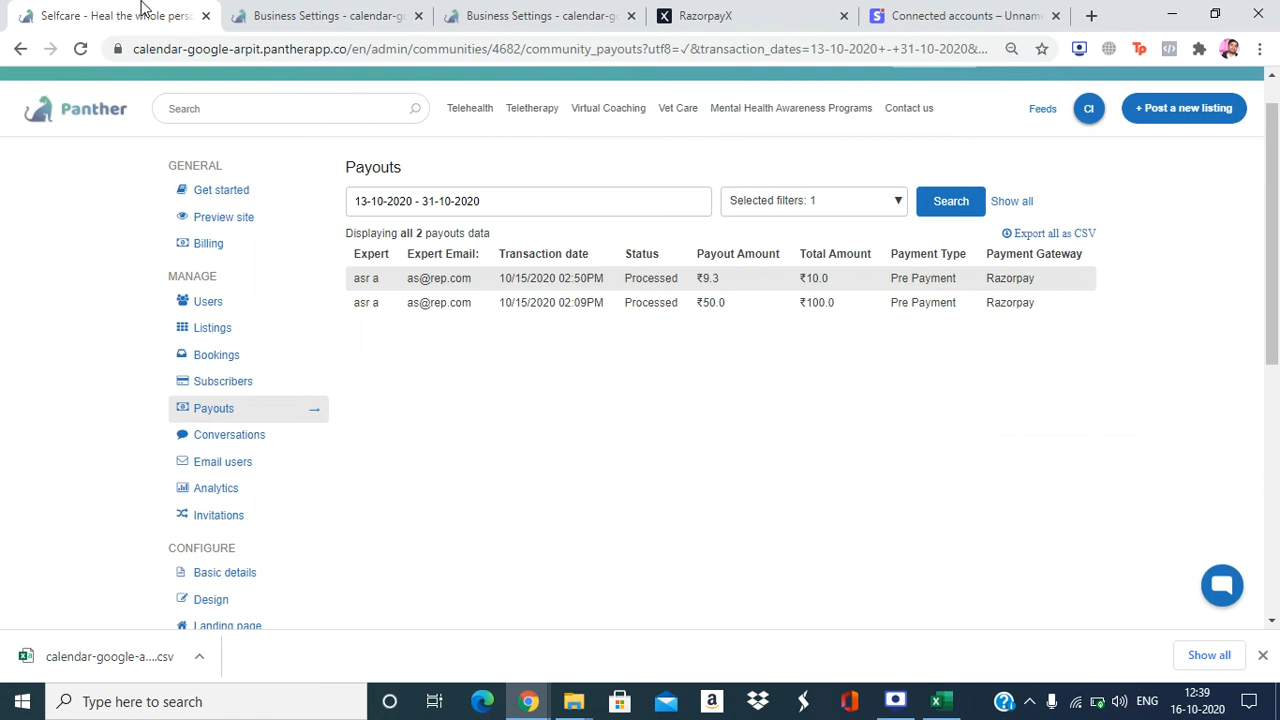 Selfcare - Heal the whole pers
Business Settings - calendar-g
Business Settings - calendar-g
RazorpayX
Connected accounts – Unnam
calendar-google-arpit.pantherapp.co/en/admin/communities/4682/community_payouts?utf8=✓&transaction_dates=13-10-2020+-+31-10-2020&...
Panther
Search
Telehealth Teletherapy Virtual Coaching Vet Care Mental Health Awareness Programs Contact us
Feeds
CI
+ Post a new listing
GENERAL
Get started
Preview site
Billing
MANAGE
Users
Listings
Bookings
Subscribers
Payouts →
Conversations
Email users
Analytics
Invitations
CONFIGURE
Basic details
Design
Landing page
Payouts
13-10-2020 - 31-10-2020
Selected filters: 1
Search
Show all
Displaying all 2 payouts data
Export all as CSV
Expert Expert Email: Transaction date Status Payout Amount Total Amount Payment Type Payment Gateway
asr a as@rep.com 10/15/2020 02:50PM Processed ₹9.3 ₹10.0 Pre Payment Razorpay
asr a as@rep.com 10/15/2020 02:09PM Processed ₹50.0 ₹100.0 Pre Payment Razorpay
calendar-google-a....csv
Show all
Type here to search
ENG
12:39
16-10-2020